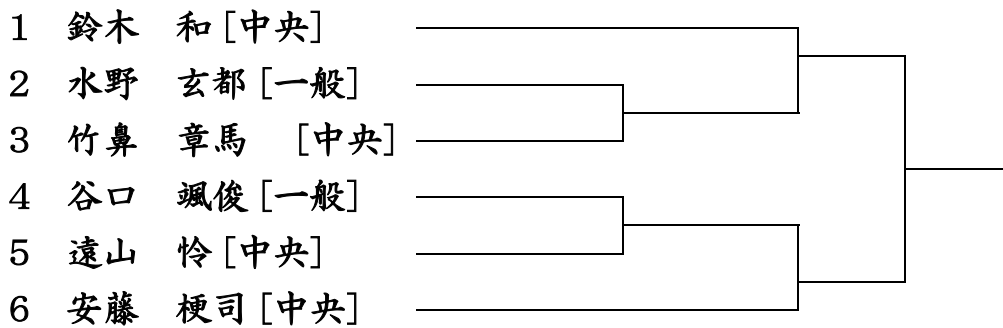 1 鈴木 和[中央]
2 水野 玄都[一般]
3 竹鼻 章馬 [中央]
4 谷口 颯俊[一般]
5 遠山 怜[中央]
6 安藤 梗司[中央]